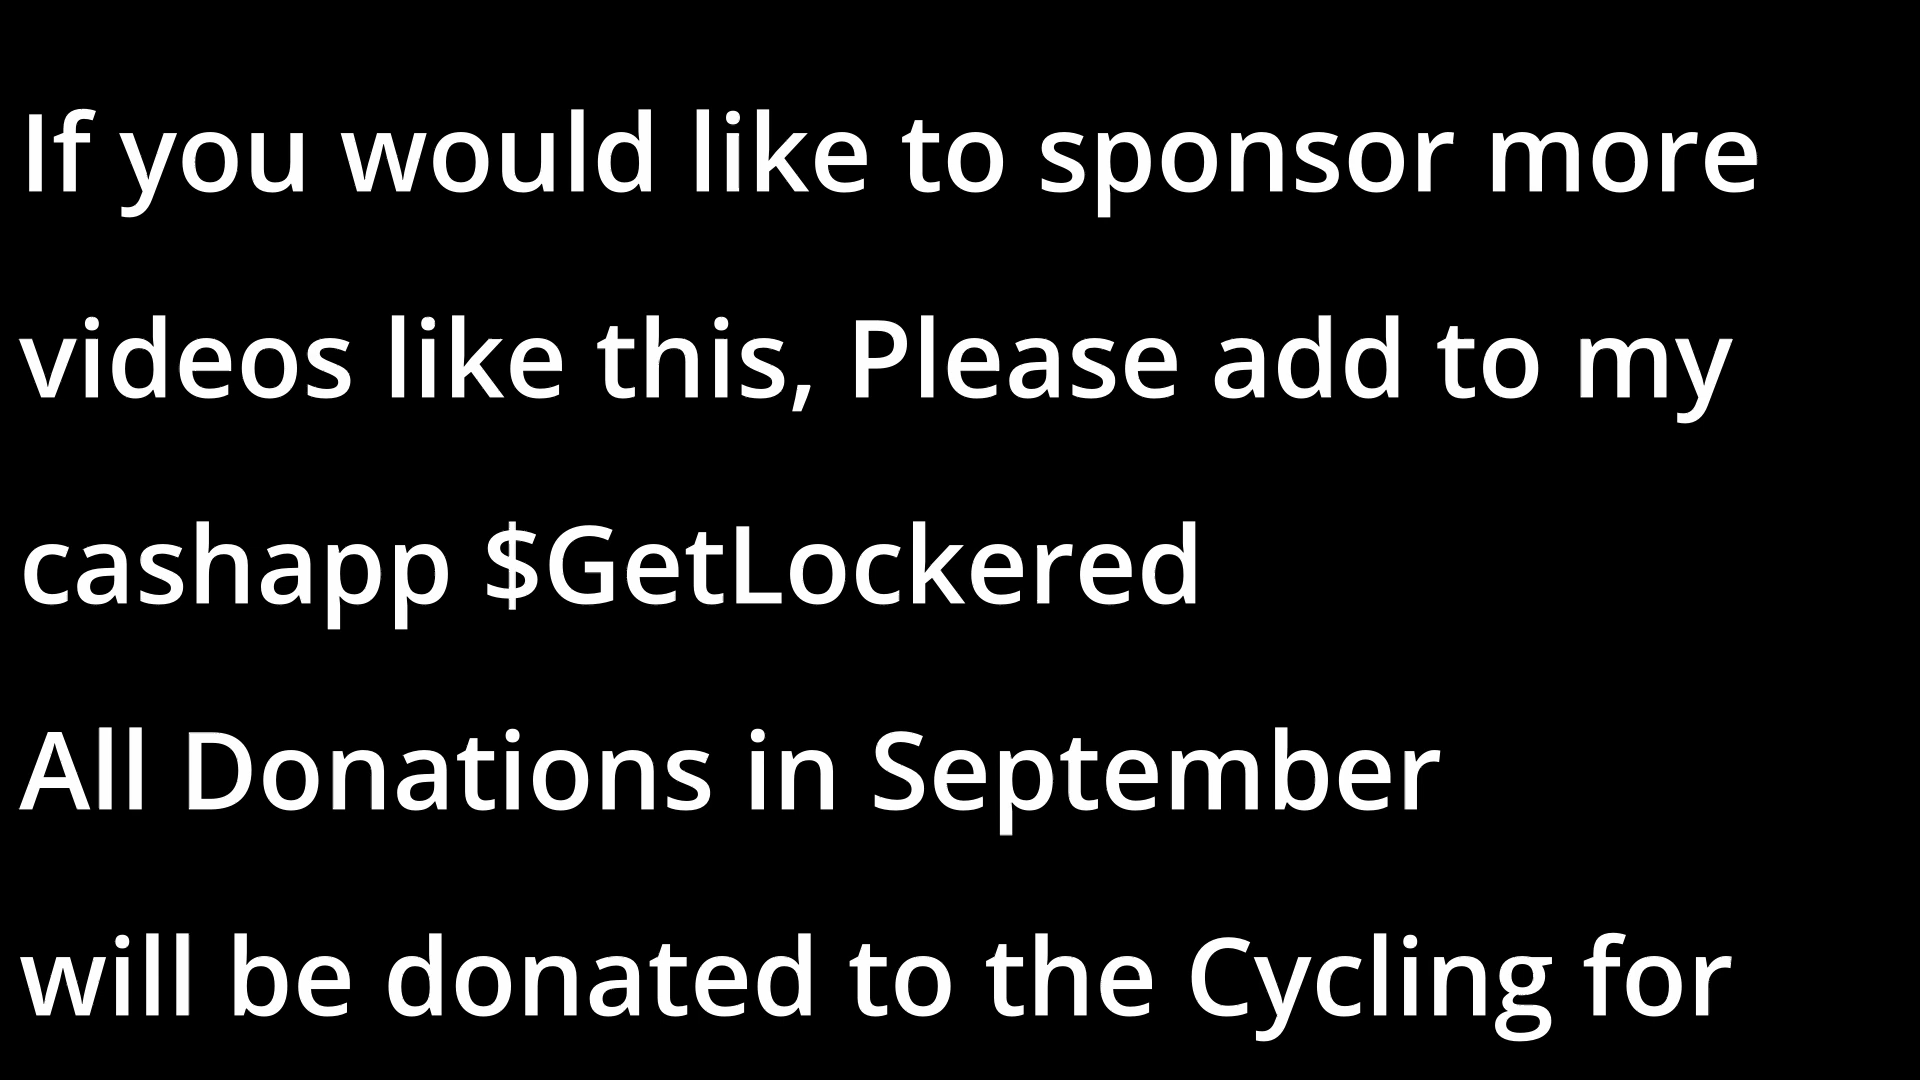 If you would like to sponsor more
videos like this, Please add to my
cashapp $GetLockered
All Donations in September
will be donated to the Cycling for